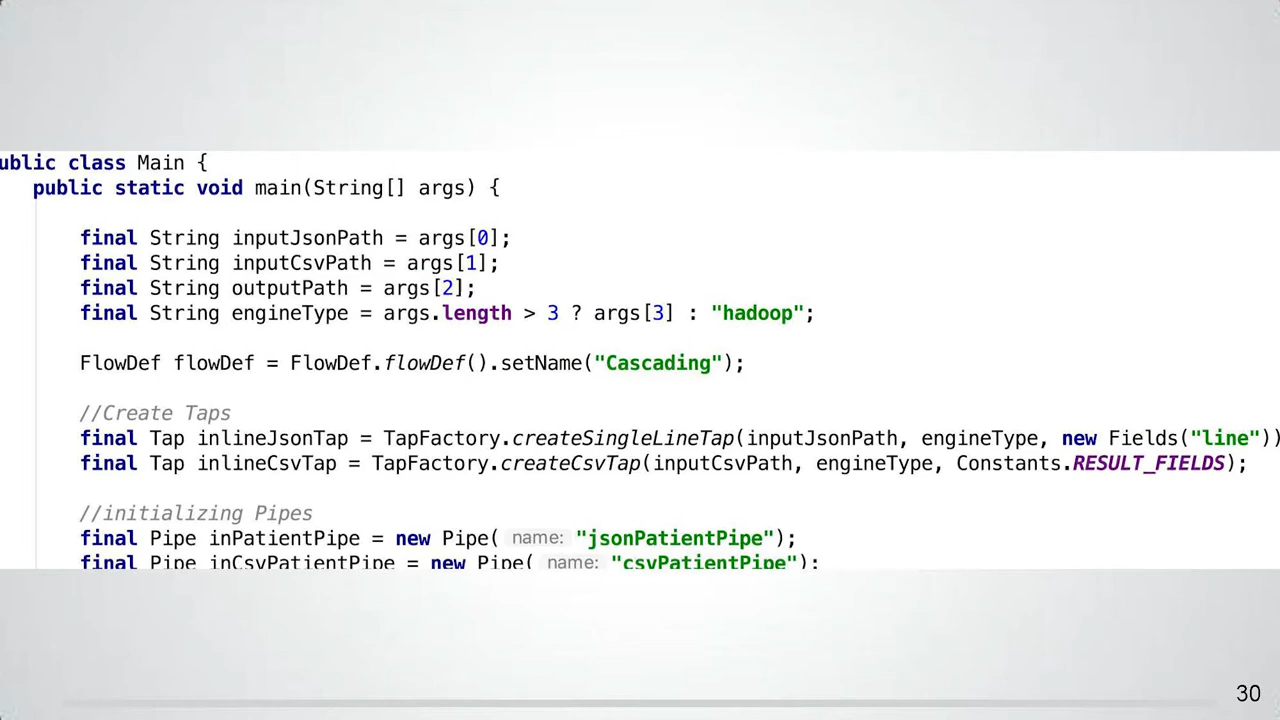 ublic class Main {
public static void main(String[] args) {
final String inputJsonPath = args[0];
final String inputCsvPath = args[1];
final String outputPath = args[2];
final String engineType = args.length > 3 ? args[3] : "hadoop";
FlowDef flowDef = FlowDef.flowDef().setName("Cascading");
//Create Taps
final Tap inlineJsonTap = TapFactory.createSingleLineTap(inputJsonPath, engineType, new Fields("line"))
final Tap inlineCsvTap = TapFactory.createCsvTap(inputCsvPath, engineType, Constants.RESULT_FIELDS);
//initializing Pipes
final Pipe inPatientPipe = new Pipe( name: "jsonPatientPipe");
final Pipe inCsvPatientPipe = new Pipe( name: "csvPatientPipe");
30